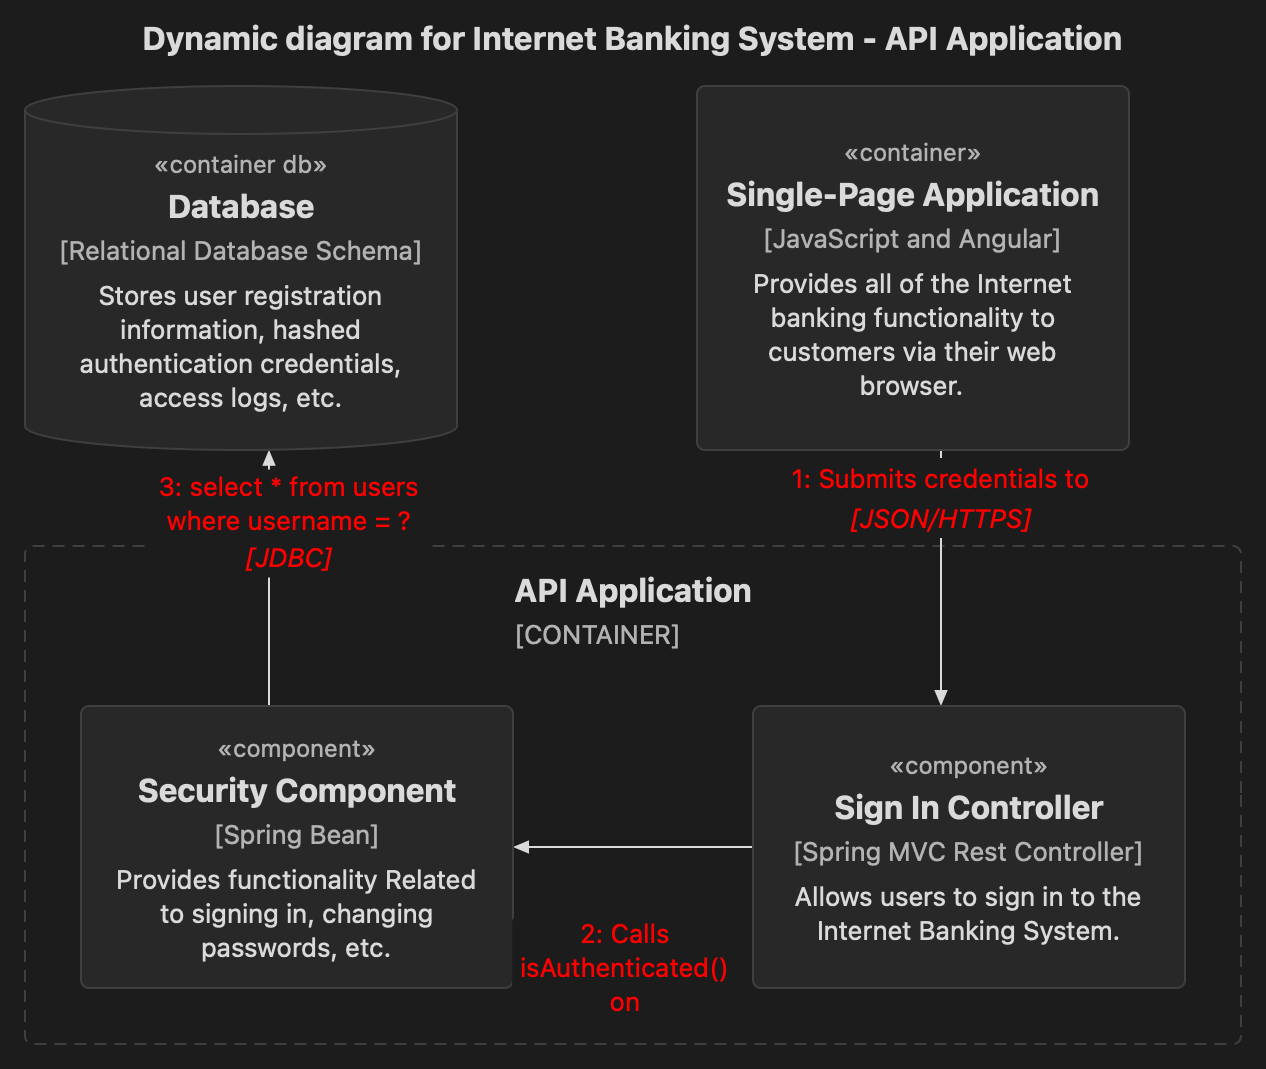 Dynamic diagram for Internet Banking System - API Application
«container db»
Database
[Relational Database Schema]
Stores user registration
information, hashed
authentication credentials,
access logs, etc.
«container»
Single-Page Application
[JavaScript and Angular]
Provides all of the Internet
banking functionality to
customers via their web
browser.
3: select * from users
where username = ?
[JDBC]
1: Submits credentials to
[JSON/HTTPS]
API Application
[CONTAINER]
«component»
Security Component
[Spring Bean]
Provides functionality Related
to signing in, changing
passwords, etc.
2: Calls
isAuthenticated()
on
«component»
Sign In Controller
[Spring MVC Rest Controller]
Allows users to sign in to the
Internet Banking System.